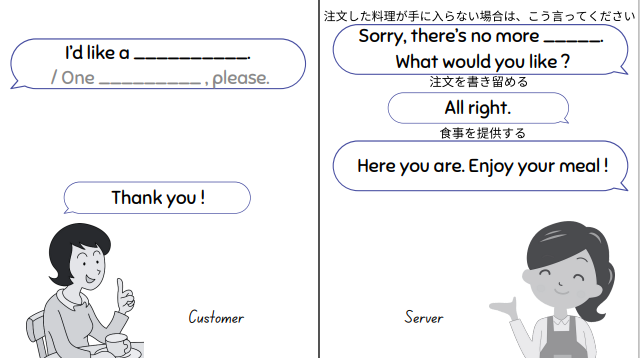 I'd like a ___________.
/ One __________ , please.
Thank you !
Customer
注文した料理が手に入らない場合は、こう言ってください
Sorry, there's no more _____.
What would you like ?
注文を書き留める
All right.
食事を提供する
Here you are. Enjoy your meal !
Server